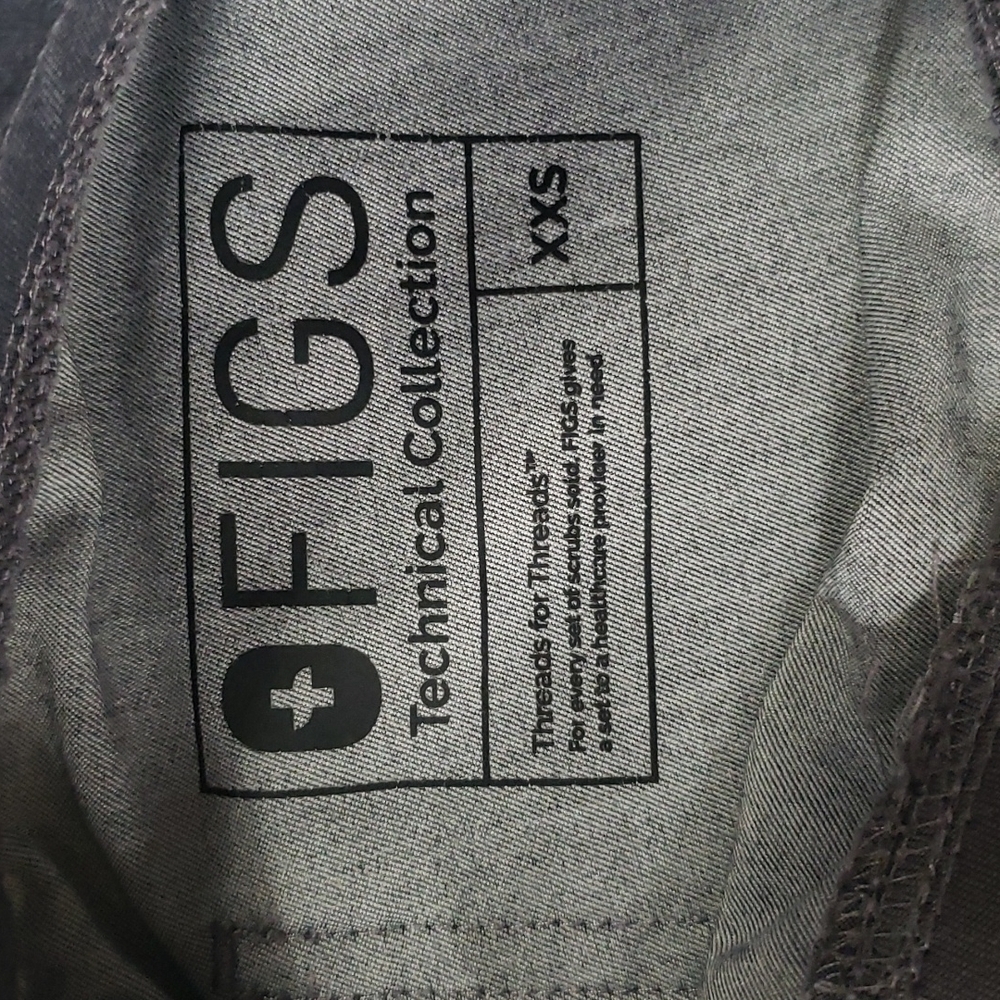 FIGS
Technical Collection
XXS
Threads for Threads™
For every set of scrubs sold, FIGS gives
a set to a healthcare provider in need